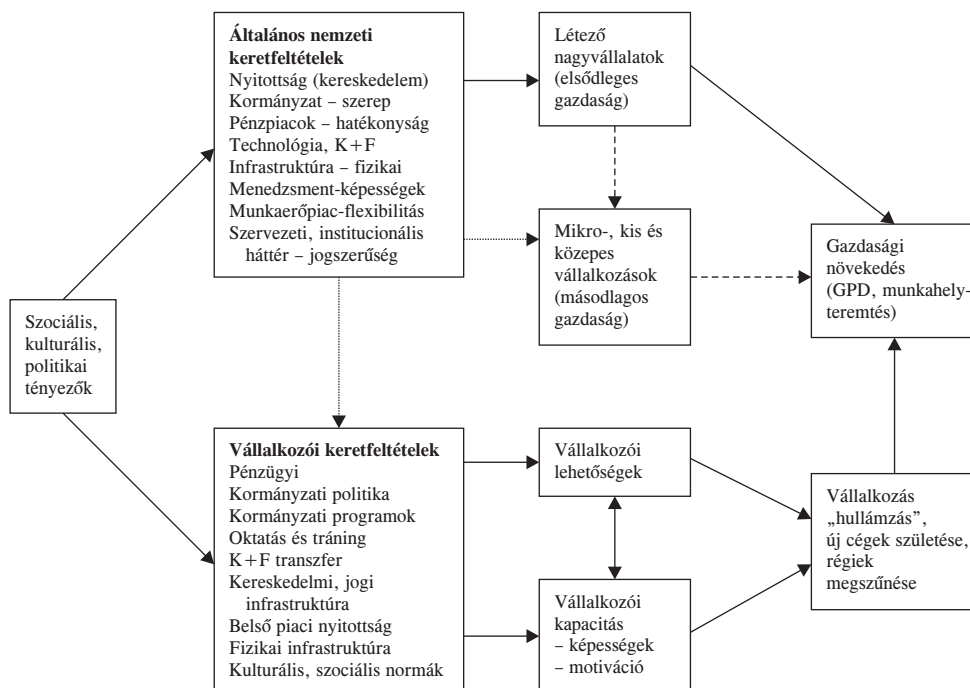 Általános nemzeti
keretfeltételek
Nyitottság (kereskedelem)
Kormányzat – szerep
Pénzpiacok – hatékonyság
Technológia, K+F
Infrastruktúra – fizikai
Menedzsment-képességek
Munkaerőpiac-flexibilitás
Szervezeti, institucionális
háttér – jogszerűség
Létező
nagyvállalatok
(elsődleges
gazdaság)
Mikro-, kis és
közepes
vállalkozások
(másodlagos
gazdaság)
Gazdasági
növekedés
(GPD, munkahely-
teremtés)
Szociális,
kulturális,
politikai
tényezők
Vállalkozói keretfeltételek
Pénzügyi
Kormányzati politika
Kormányzati programok
Oktatás és tráning
K+F transzfer
Kereskedelmi, jogi
infrastruktúra
Belső piaci nyitottság
Fizikai infrastruktúra
Kulturális, szociális normák
Vállalkozói
lehetőségek
Vállalkozói
kapacitás
– képességek
– motiváció
Vállalkozás
„hullámzás”,
új cégek születése,
régiek
megszűnése